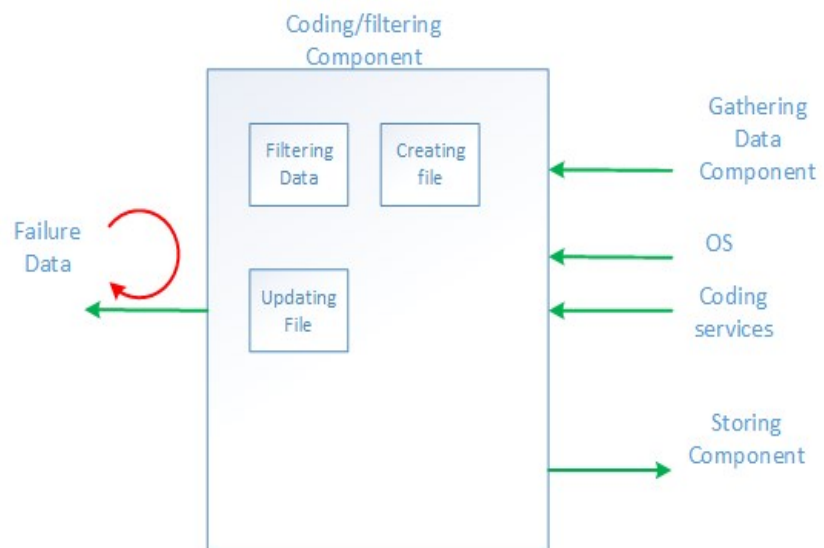 Coding/filtering
Component
Gathering
Data
Component
Filtering
Data
Creating
file
Failure
Data
OS
Updating
File
Coding
services
Storing
Component